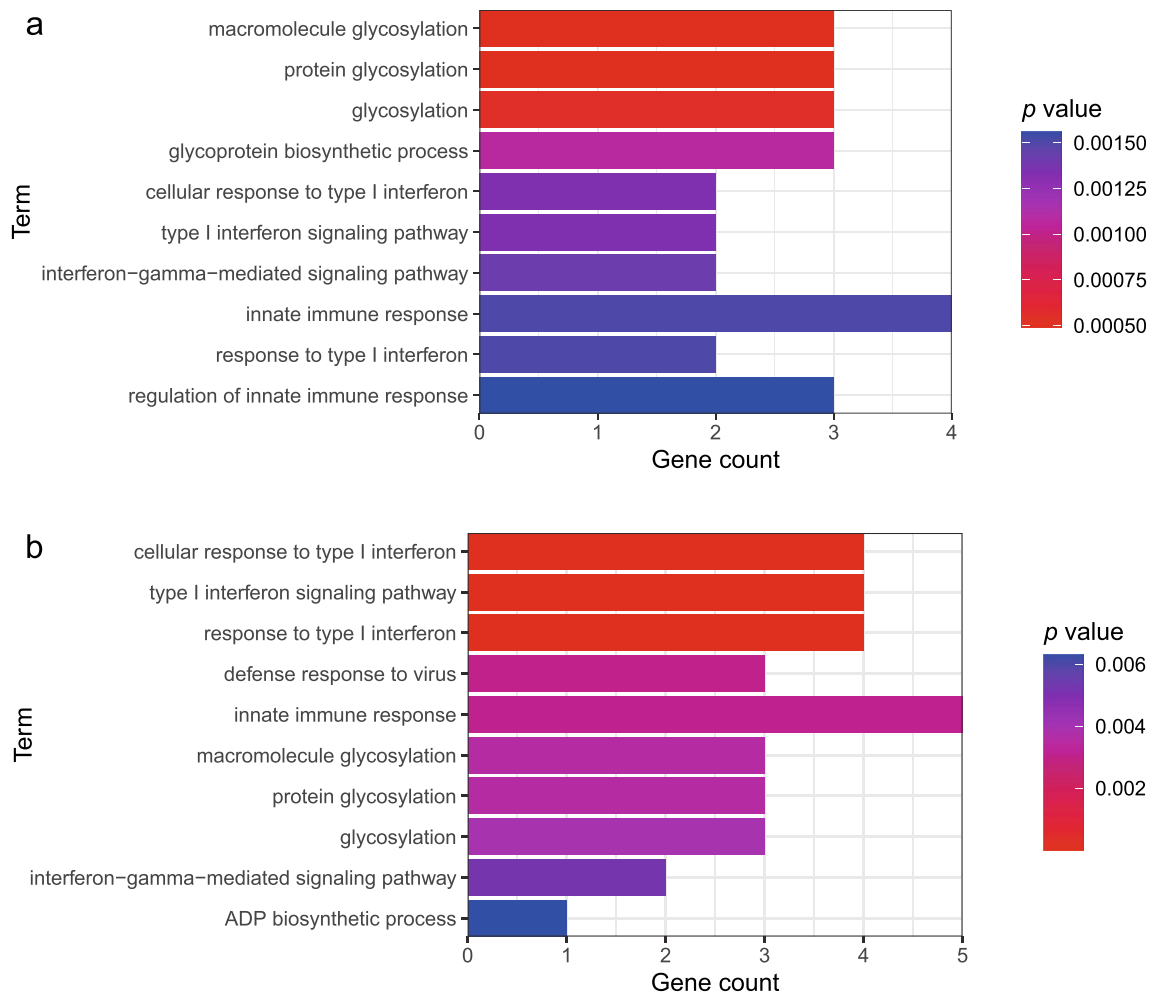 a
macromolecule glycosylation
protein glycosylation
glycosylation
glycoprotein biosynthetic process
cellular response to type I interferon
type I interferon signaling pathway
interferon−gamma−mediated signaling pathway
innate immune response
response to type I interferon
regulation of innate immune response
Term
0 1 2 3 4
Gene count
p value
0.00150
0.00125
0.00100
0.00075
0.00050
b
cellular response to type I interferon
type I interferon signaling pathway
response to type I interferon
defense response to virus
innate immune response
macromolecule glycosylation
protein glycosylation
glycosylation
interferon−gamma−mediated signaling pathway
ADP biosynthetic process
Term
0 1 2 3 4 5
Gene count
p value
0.006
0.004
0.002